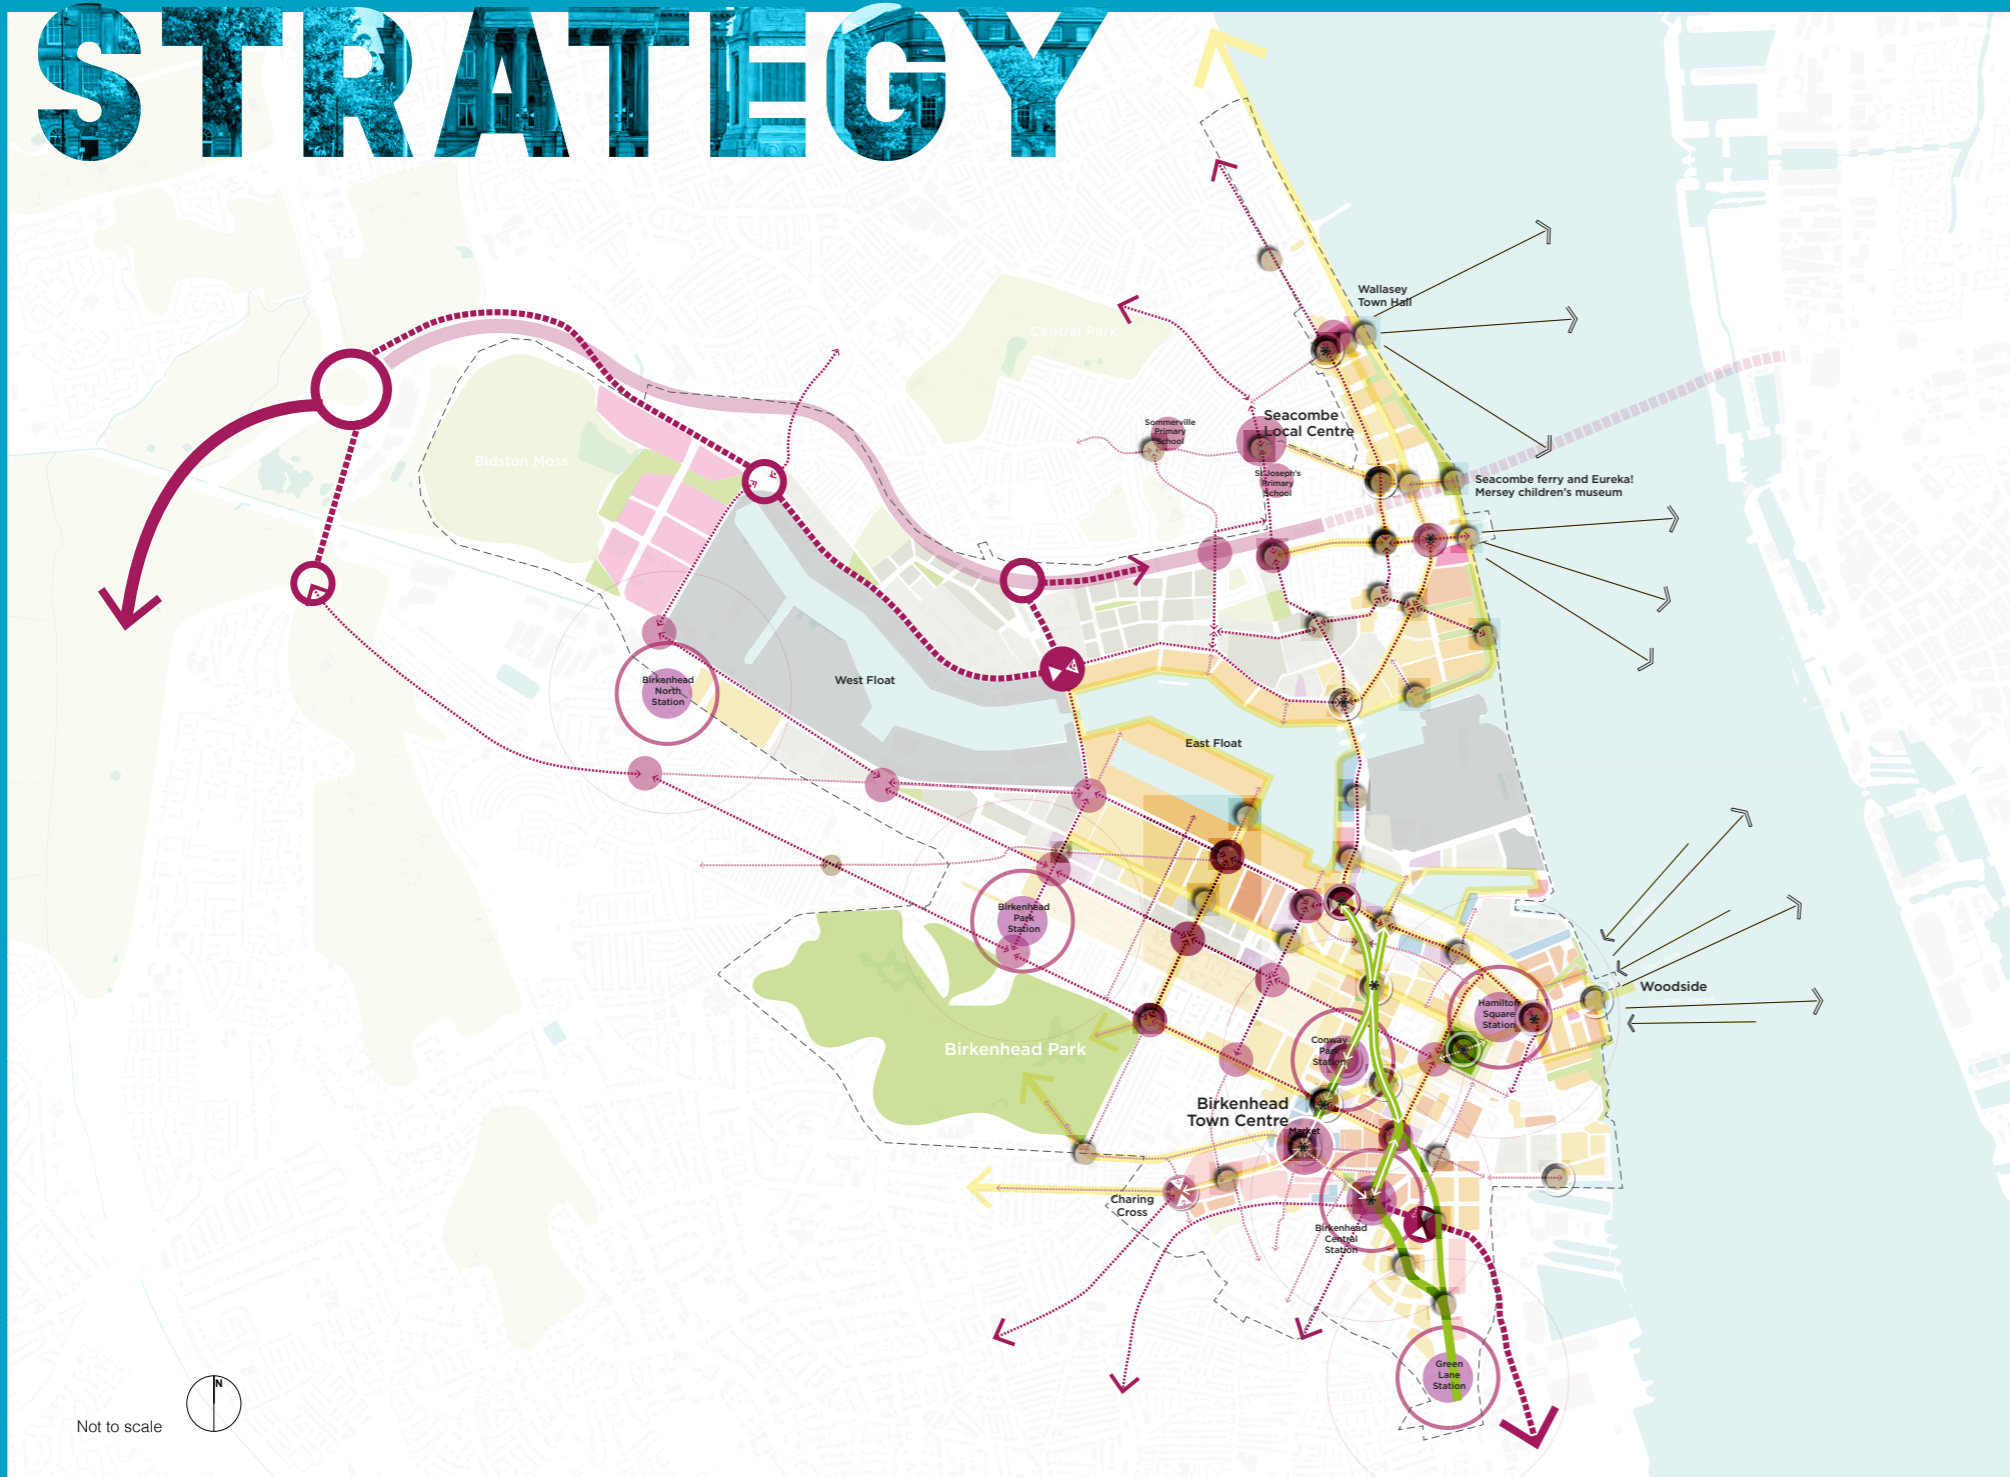 STRATEGY
Wallasey
Town Hall
Central Park
Seacombe
Local Centre
Sommerville
Primary
School
St Joseph's
Primary
School
Bidston Moss
Seacombe ferry and Eureka!
Mersey children's museum
Birkenhead
North
Station
West Float
East Float
Birkenhead
Park
Station
Woodside
Hamilton
Square
Station
Conway
Park
Station
Birkenhead Park
Birkenhead
Town Centre
Market
Charing
Cross
Birkenhead
Central
Station
Green
Lane
Station
N
Not to scale